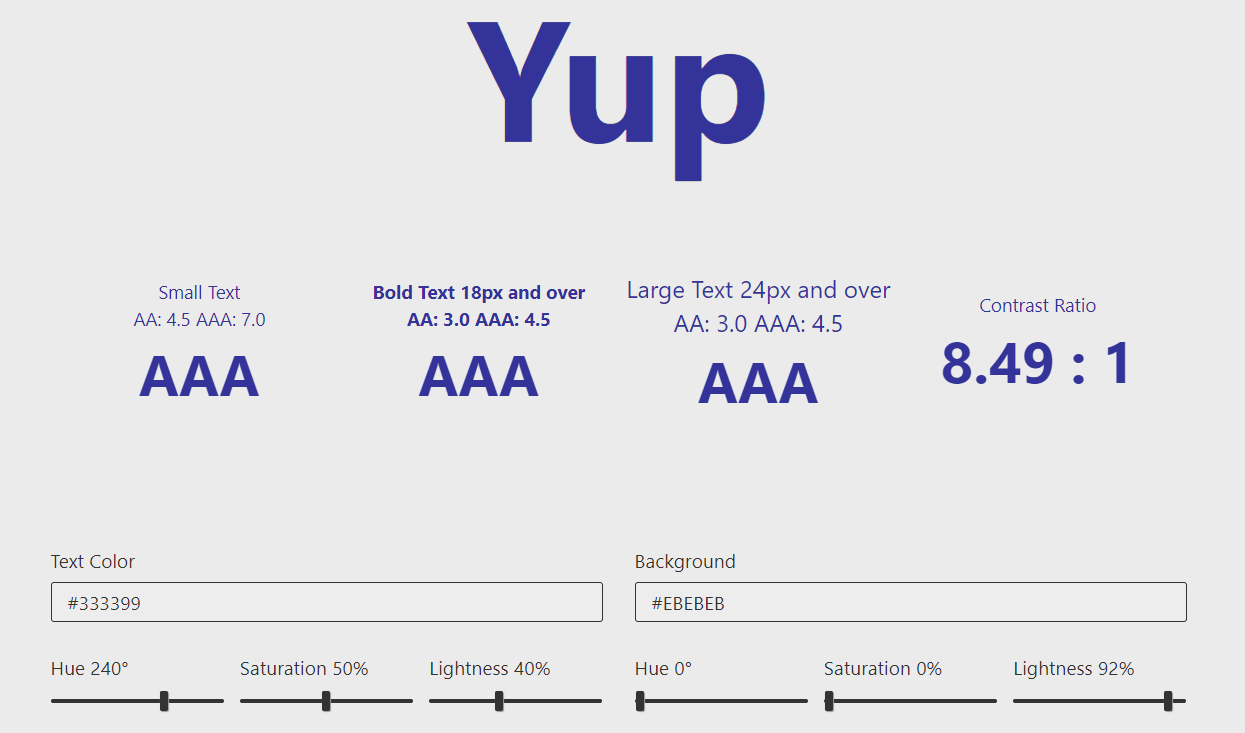 Yup
Small Text
AA: 4.5 AAA: 7.0
AAA
Bold Text 18px and over
AA: 3.0 AAA: 4.5
AAA
Large Text 24px and over
AA: 3.0 AAA: 4.5
AAA
Contrast Ratio
8.49 : 1
Text Color
#333399
Hue 240°
Saturation 50%
Lightness 40%
Background
#EBEBEB
Hue 0°
Saturation 0%
Lightness 92%